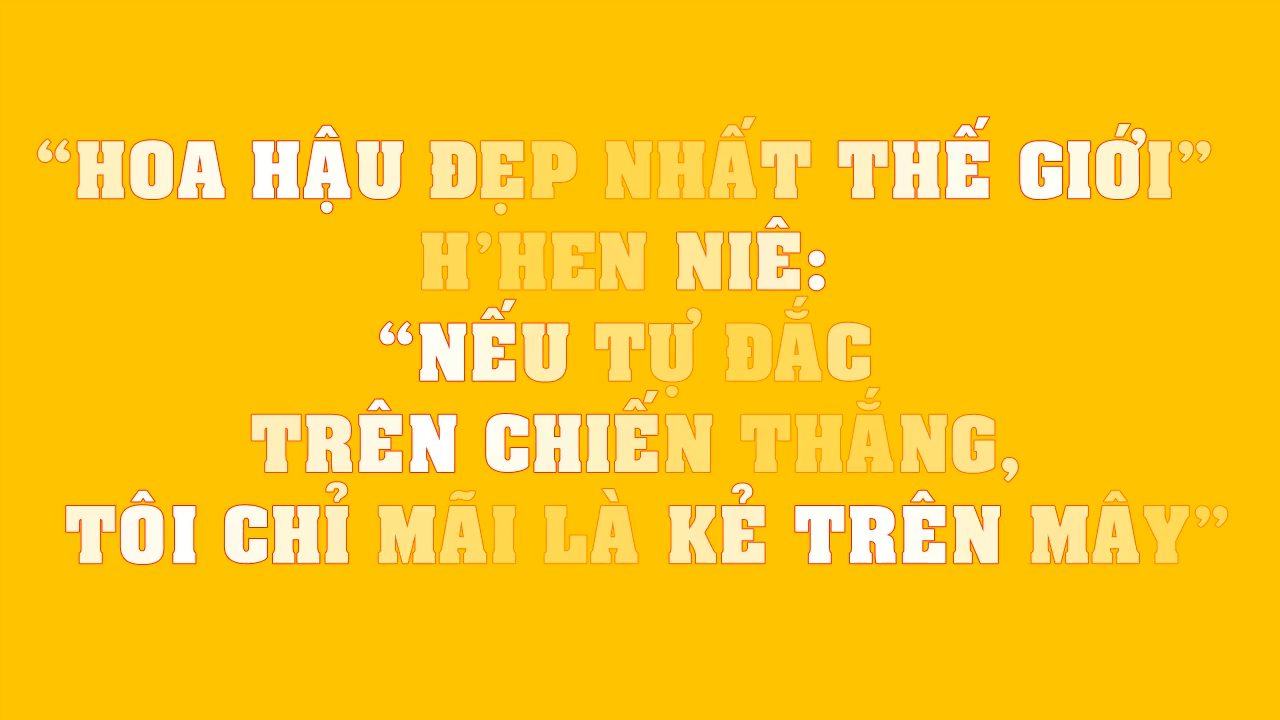 “HOA HẬU ĐẸP NHẤT THẾ GIỚI”
H’HEN NIÊ:
“NẾU TỰ ĐẮC
TRÊN CHIẾN THẮNG,
TÔI CHỈ MÃI LÀ KẺ TRÊN MÂY”